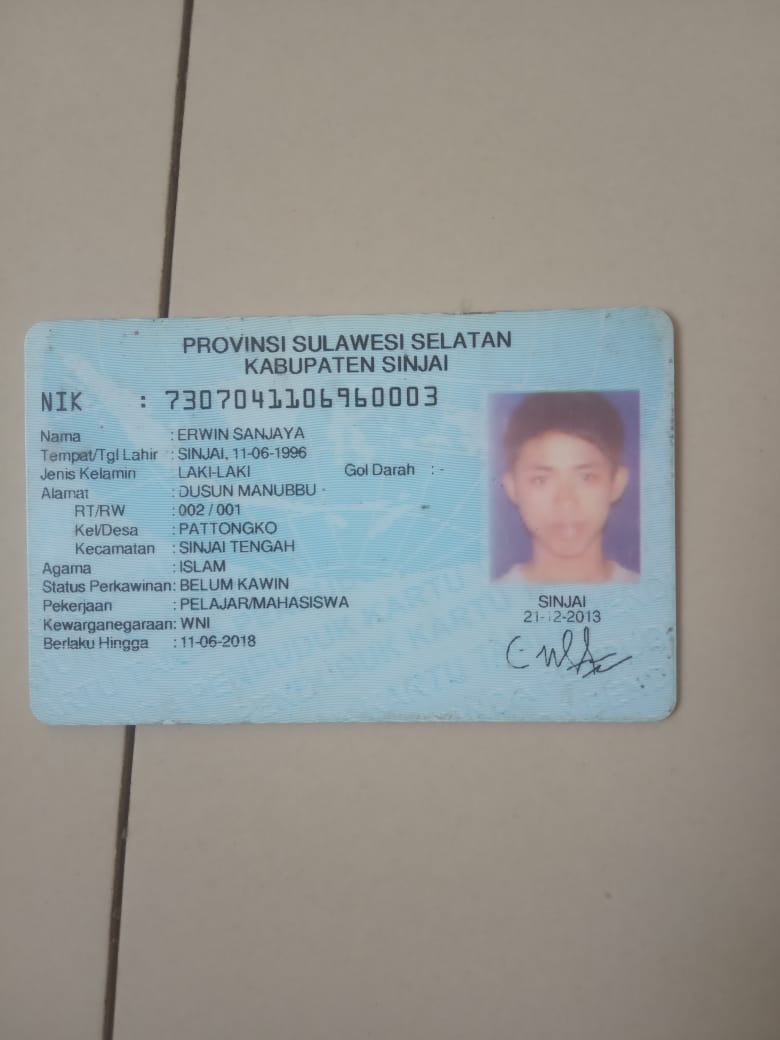 PROVINSI SULAWESI SELATAN
KABUPATEN SINJAI
NIK : 7307041106960003
Nama : ERWIN SANJAYA
Tempat/Tgl Lahir : SINJAI, 11-06-1996
Jenis Kelamin LAKI-LAKI Gol Darah : -
Alamat : DUSUN MANUBBU -
RT/RW : 002 / 001
Kel/Desa : PATTONGKO
Kecamatan : SINJAI TENGAH
Agama : ISLAM
Status Perkawinan: BELUM KAWIN
Pekerjaan : PELAJAR/MAHASISWA
Kewarganegaraan: WNI
Berlaku Hingga : 11-06-2018
SINJAI
21-12-2013